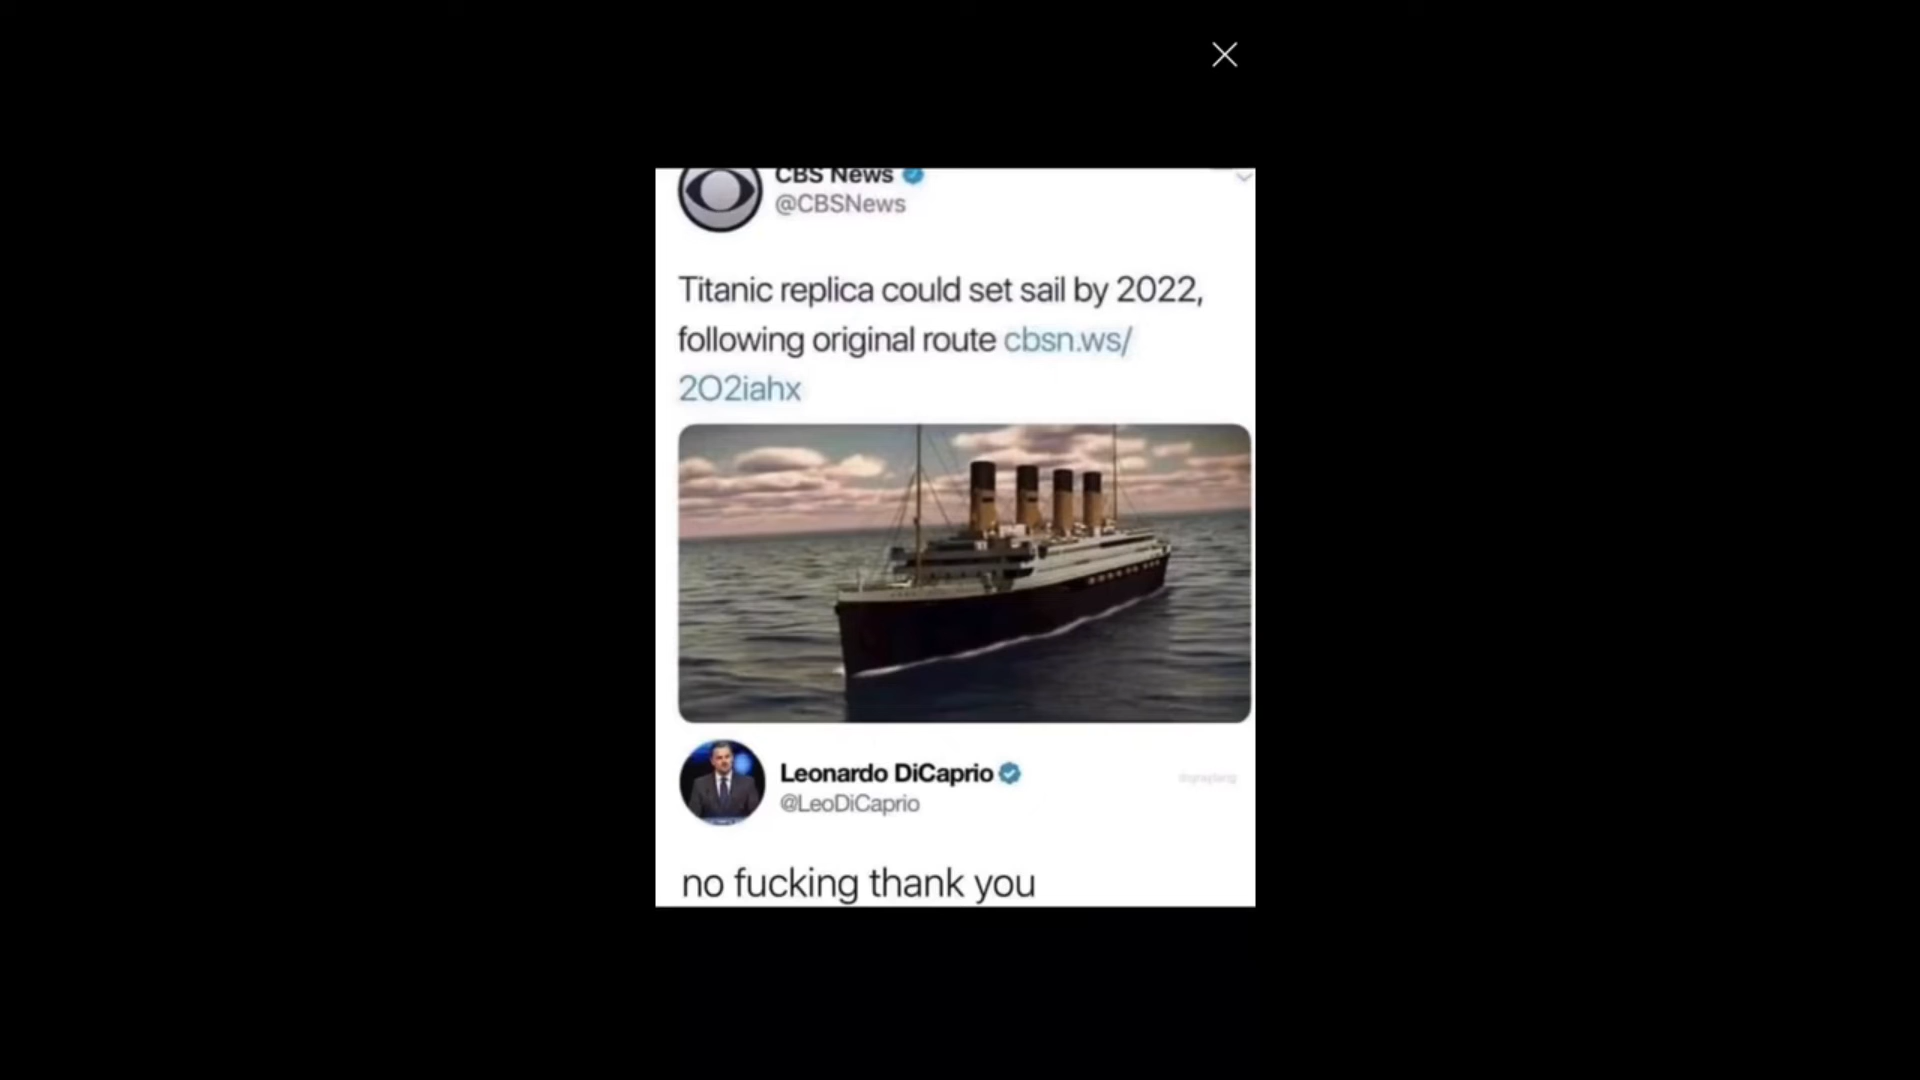 CBS News
@CBSNews
Titanic replica could set sail by 2022,
following original route cbsn.ws/
2O2iahx
Leonardo DiCaprio
@LeoDiCaprio
no fucking thank you